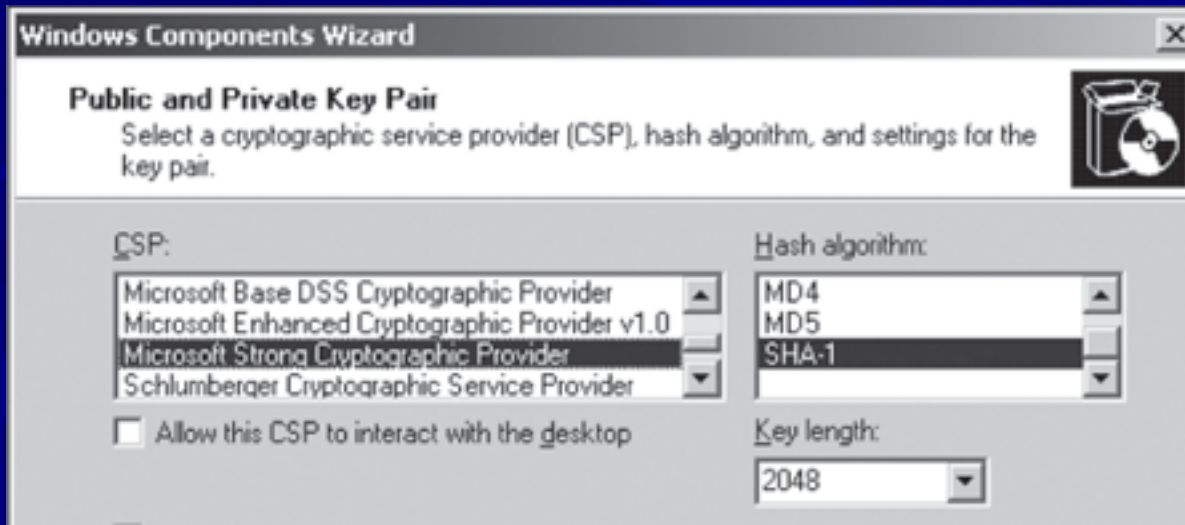 Windows Components Wizard
Public and Private Key Pair
Select a cryptographic service provider (CSP), hash algorithm, and settings for the
key pair.
CSP:
Microsoft Base DSS Cryptographic Provider
Microsoft Enhanced Cryptographic Provider v1.0
Microsoft Strong Cryptographic Provider
Schlumberger Cryptographic Service Provider
Allow this CSP to interact with the desktop
Hash algorithm:
MD4
MD5
SHA-1
Key length:
2048